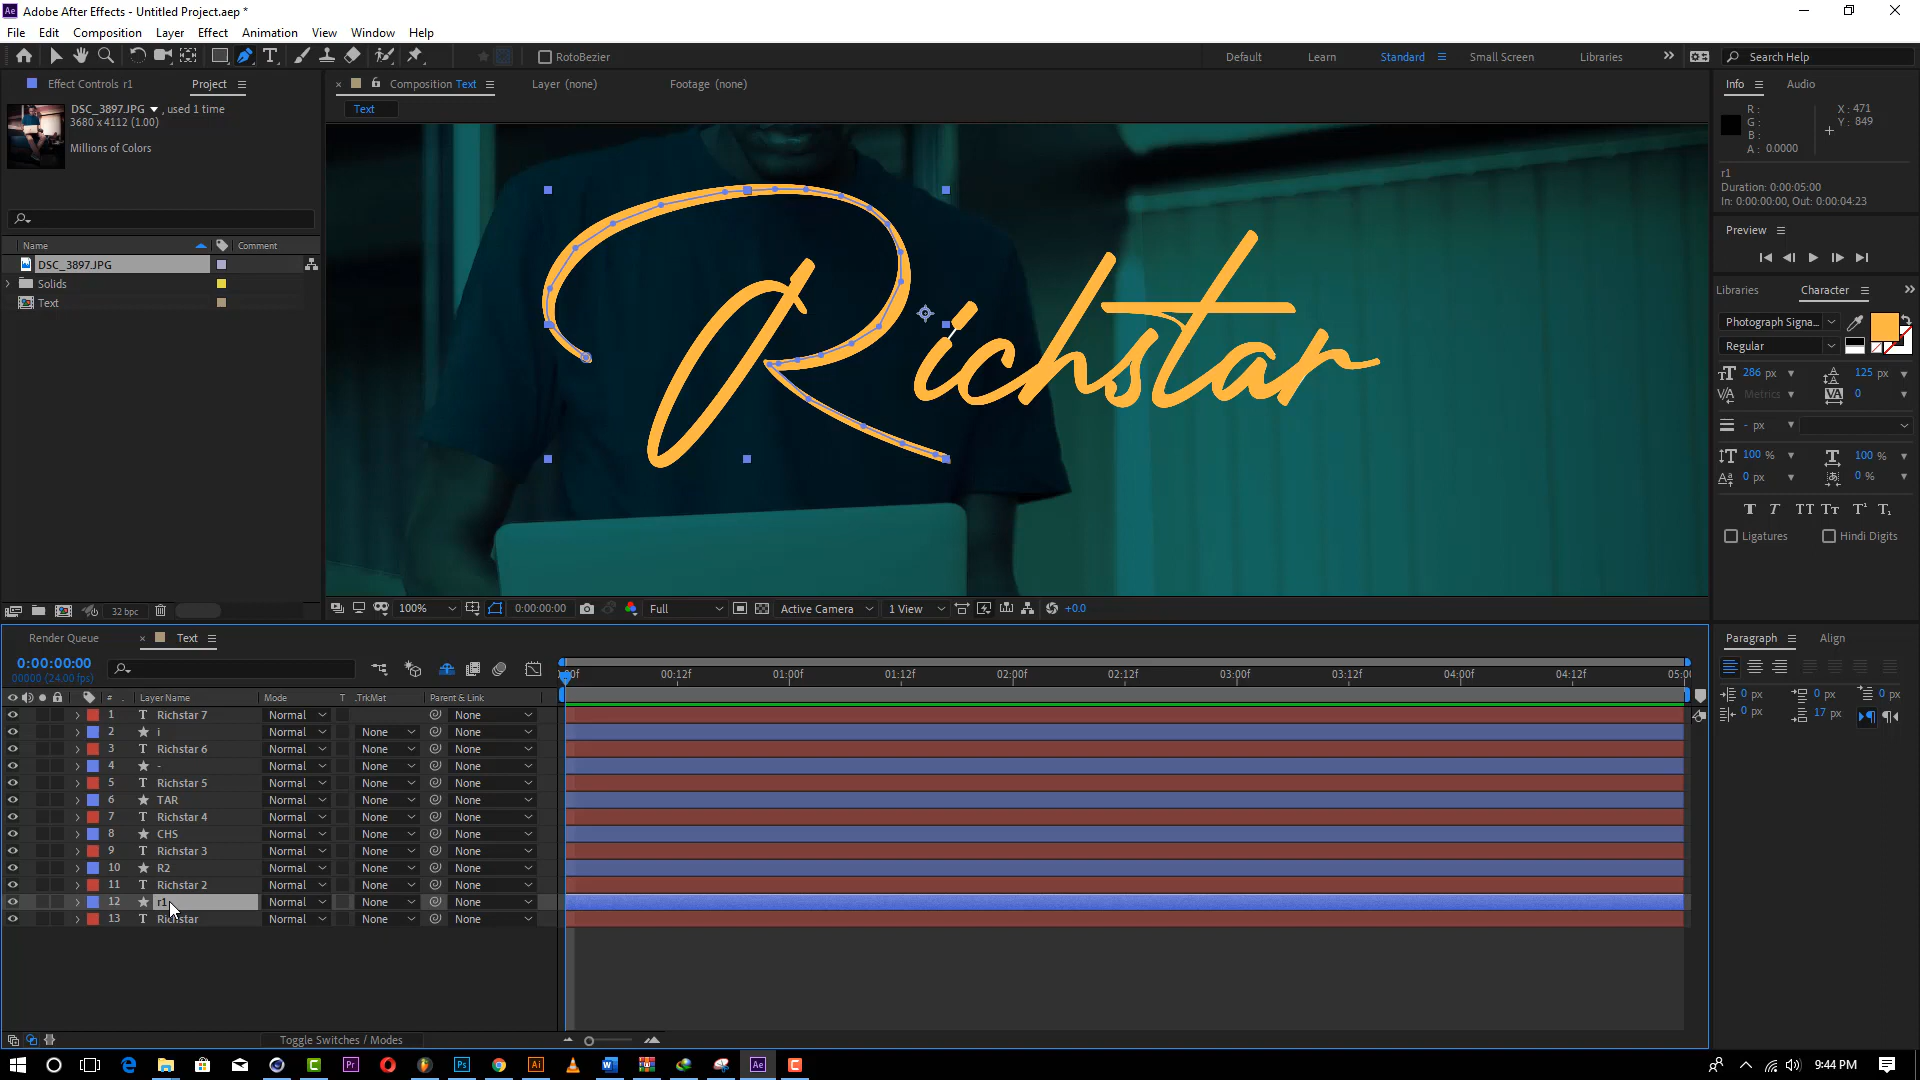 Ae Adobe After Effects - Untitled Project.aep *
File Edit Composition Layer Effect Animation View Window Help
RotoBezier Default Learn Standard Small Screen Libraries Search Help
Effect Controls r1 Project
DSC_3897.JPG , used 1 time
3680 x 4112 (1.00)
Millions of Colors
Name Comment
DSC_3897.JPG
Solids
Text
32 bpc
Composition Text Layer (none) Footage (none)
Text
Richstar
100% 0:00:00:00 Full Active Camera 1 View +0.0
Info Audio
R :
G :
B :
A : 0.0000
X : 471
Y : 849
r1
Duration: 0:00:05:00
In: 0:00:00:00, Out: 0:00:04:23
Preview
Libraries Character
Photograph Signa...
Regular
286 px 125 px
Metrics 0
- px
100 % 100 %
0 px 0 %
Ligatures Hindi Digits
Paragraph Align
0 px 0 px 0 px
0 px 17 px
Render Queue Text
0:00:00:00
00000 (24.00 fps)
# Layer Name Mode T .TrkMat Parent & Link
00f 00:12f 01:00f 01:12f 02:00f 02:12f 03:00f 03:12f 04:00f 04:12f 05:00
1 T Richstar 7 Normal None
2 i Normal None None
3 T Richstar 6 Normal None None
4 - Normal None None
5 T Richstar 5 Normal None None
6 TAR Normal None None
7 T Richstar 4 Normal None None
8 CHS Normal None None
9 T Richstar 3 Normal None None
10 R2 Normal None None
11 T Richstar 2 Normal None None
12 r1 Normal None None
13 T Richstar Normal None None
Toggle Switches / Modes
9:44 PM